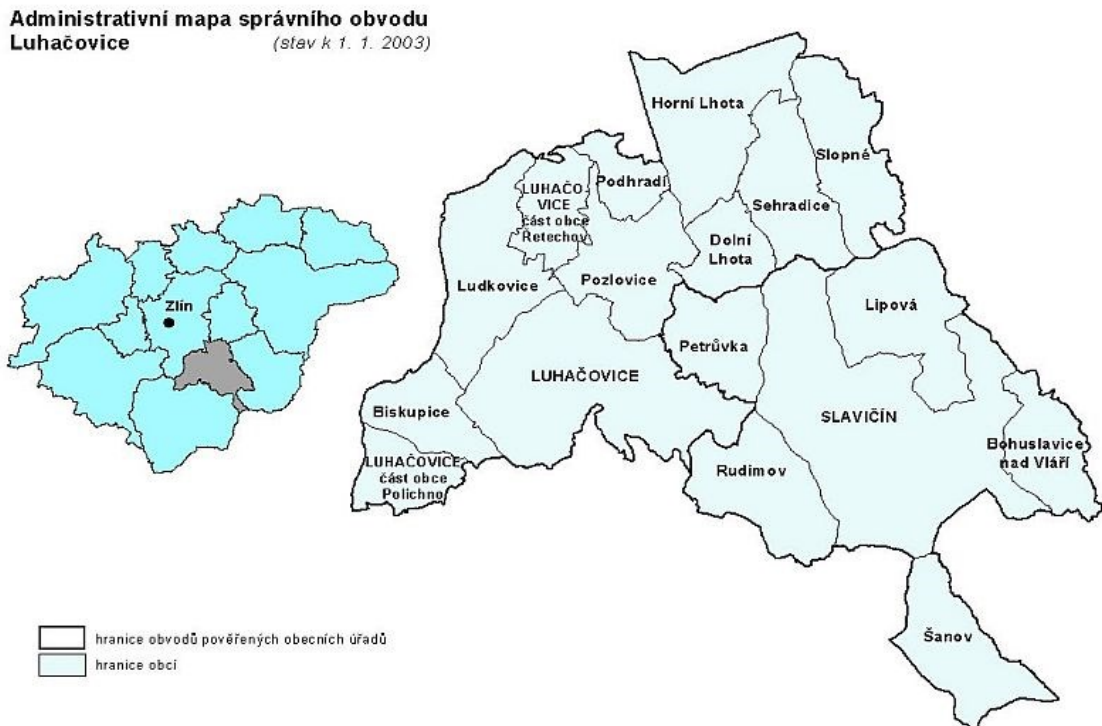 Administrativní mapa správního obvodu
Luhačovice (stav k 1. 1. 2003)
Horní Lhota
Slopné
Podhradí
LUHAČO-
VICE
část obce
Řetechov
Sehradice
Dolní
Lhota
Ludkovice
Pozlovice
Lipová
Zlín
Petrůvka
LUHAČOVICE
Biskupice
SLAVIČÍN
Bohuslavice
nad Vláří
LUHAČOVICE
část obce
Polichno
Rudimov
Šanov
hranice obvodů pověřených obecních úřadů
hranice obcí